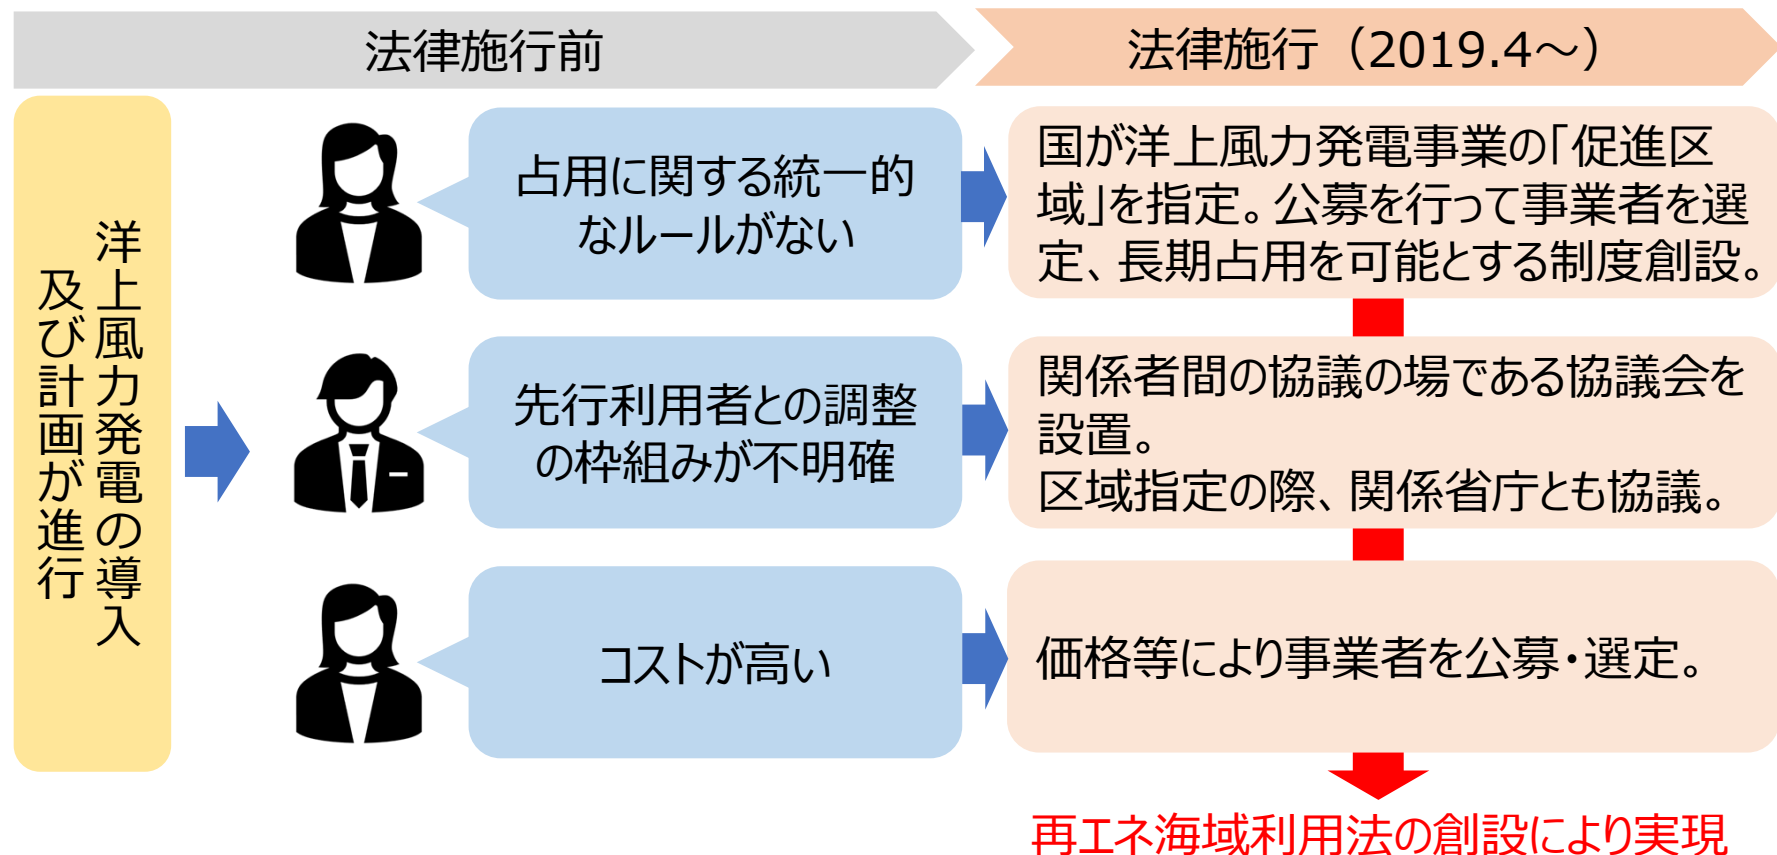 法律施行前
法律施行（2019.4～）
洋上風力発電の導入
及び計画が進行
占用に関する統一的
なルールがない
国が洋上風力発電事業の「促進区
域」を指定。公募を行って事業者を選
定、長期占用を可能とする制度創設。
先行利用者との調整
の枠組みが不明確
関係者間の協議の場である協議会を
設置。
区域指定の際、関係省庁とも協議。
コストが高い
価格等により事業者を公募・選定。
再エネ海域利用法の創設により実現